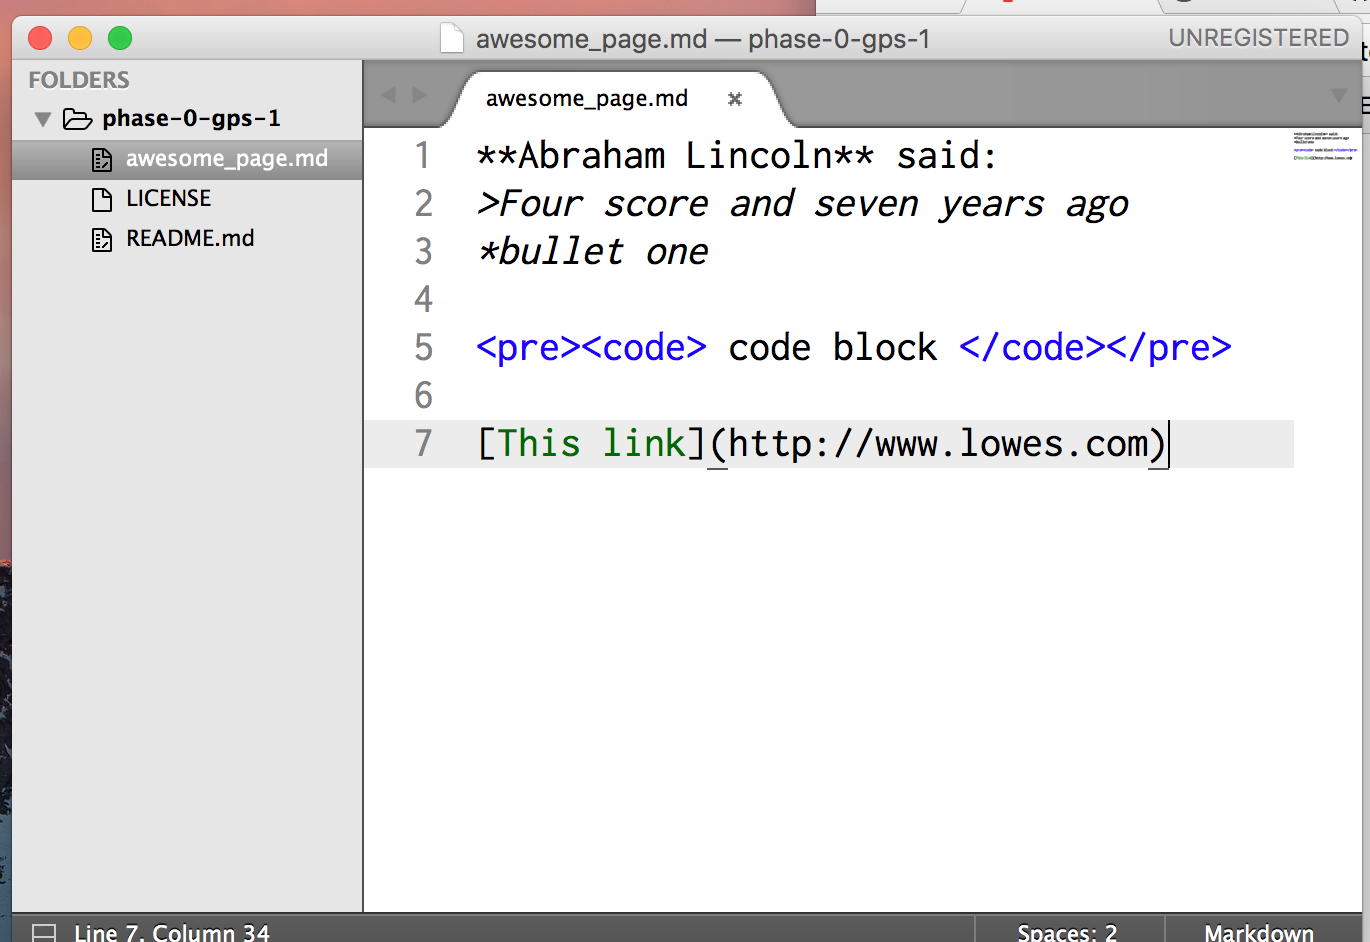 awesome_page.md — phase-0-gps-1
UNREGISTERED
FOLDERS
phase-0-gps-1
awesome_page.md
LICENSE
README.md
awesome_page.md
1 **Abraham Lincoln** said:
2 >Four score and seven years ago
3 *bullet one
4
5 <pre><code> code block </code></pre>
6
7 [This link](http://www.lowes.com)
Line 7, Column 34
Spaces: 2
Markdown